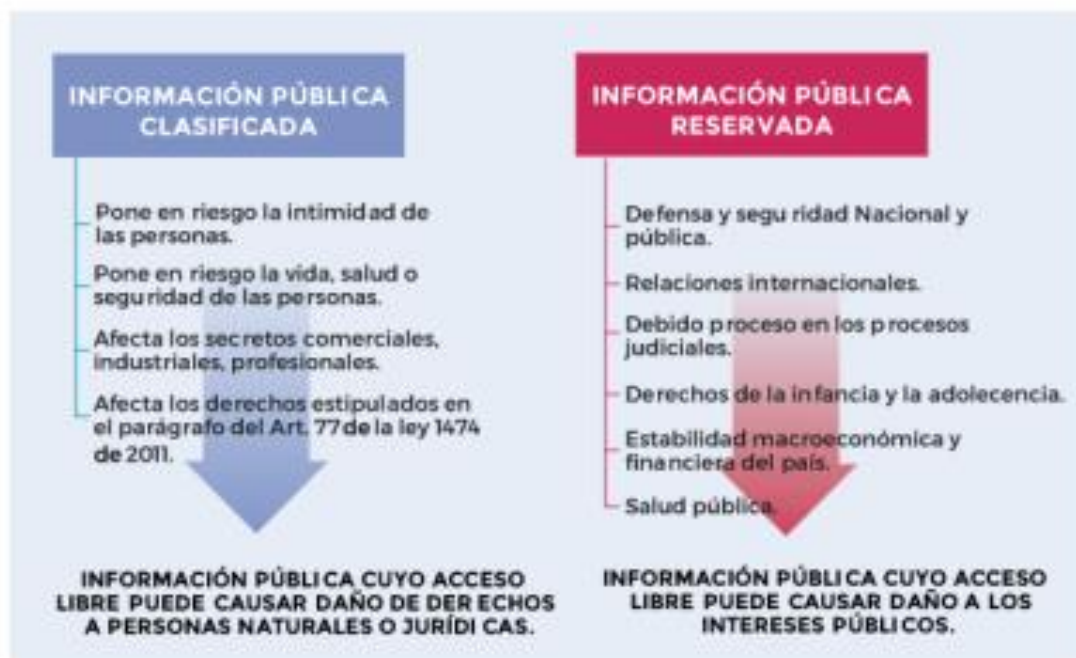 INFORMACIÓN PÚBLICA
CLASIFICADA
Pone en riesgo la intimidad de
las personas.
Pone en riesgo la vida, salud o
seguridad de las personas.
Afecta los secretos comerciales,
industriales, profesionales.
Afecta los derechos estipulados en
el parágrafo del Art. 77 de la ley 1474
de 2011.
INFORMACIÓN PÚBLICA CUYO ACCESO
LIBRE PUEDE CAUSAR DAÑO DE DERECHOS
A PERSONAS NATURALES O JURÍDICAS.
INFORMACIÓN PÚBLICA
RESERVADA
Defensa y seguridad Nacional y
pública.
Relaciones internacionales.
Debido proceso en los procesos
judiciales.
Derechos de la infancia y la adolecencia.
Estabilidad macroeconómica y
financiera del país.
Salud pública.
INFORMACIÓN PÚBLICA CUYO ACCESO
LIBRE PUEDE CAUSAR DAÑO A LOS
INTERESES PÚBLICOS.